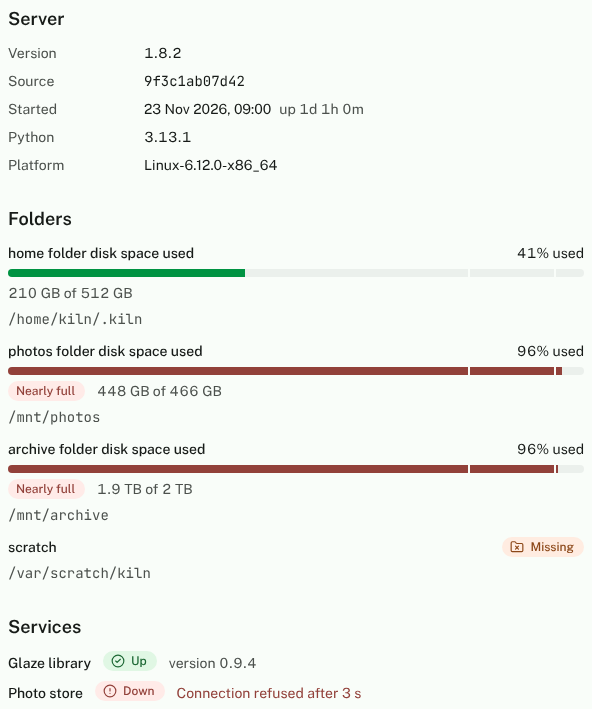 Server
Version 1.8.2
Source 9f3c1ab07d42
Started 23 Nov 2026, 09:00 up 1d 1h 0m
Python 3.13.1
Platform Linux-6.12.0-x86_64
Folders
home folder disk space used 41% used
210 GB of 512 GB
/home/kiln/.kiln
photos folder disk space used 96% used
Nearly full 448 GB of 466 GB
/mnt/photos
archive folder disk space used 96% used
Nearly full 1.9 TB of 2 TB
/mnt/archive
scratch Missing
/var/scratch/kiln
Services
Glaze library Up version 0.9.4
Photo store Down Connection refused after 3 s